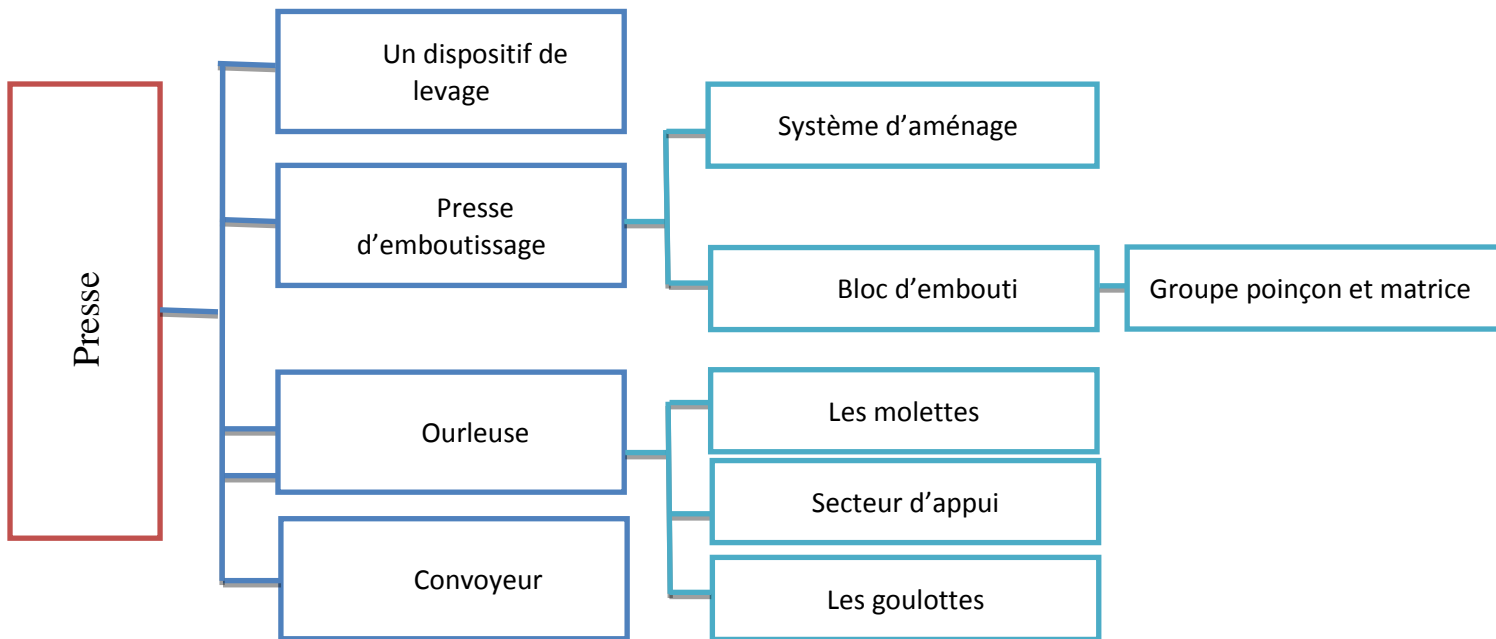 Presse
Un dispositif de
levage
Presse
d’emboutissage
Système d’aménage
Bloc d’embouti
Groupe poinçon et matrice
Ourleuse
Les molettes
Secteur d’appui
Les goulottes
Convoyeur